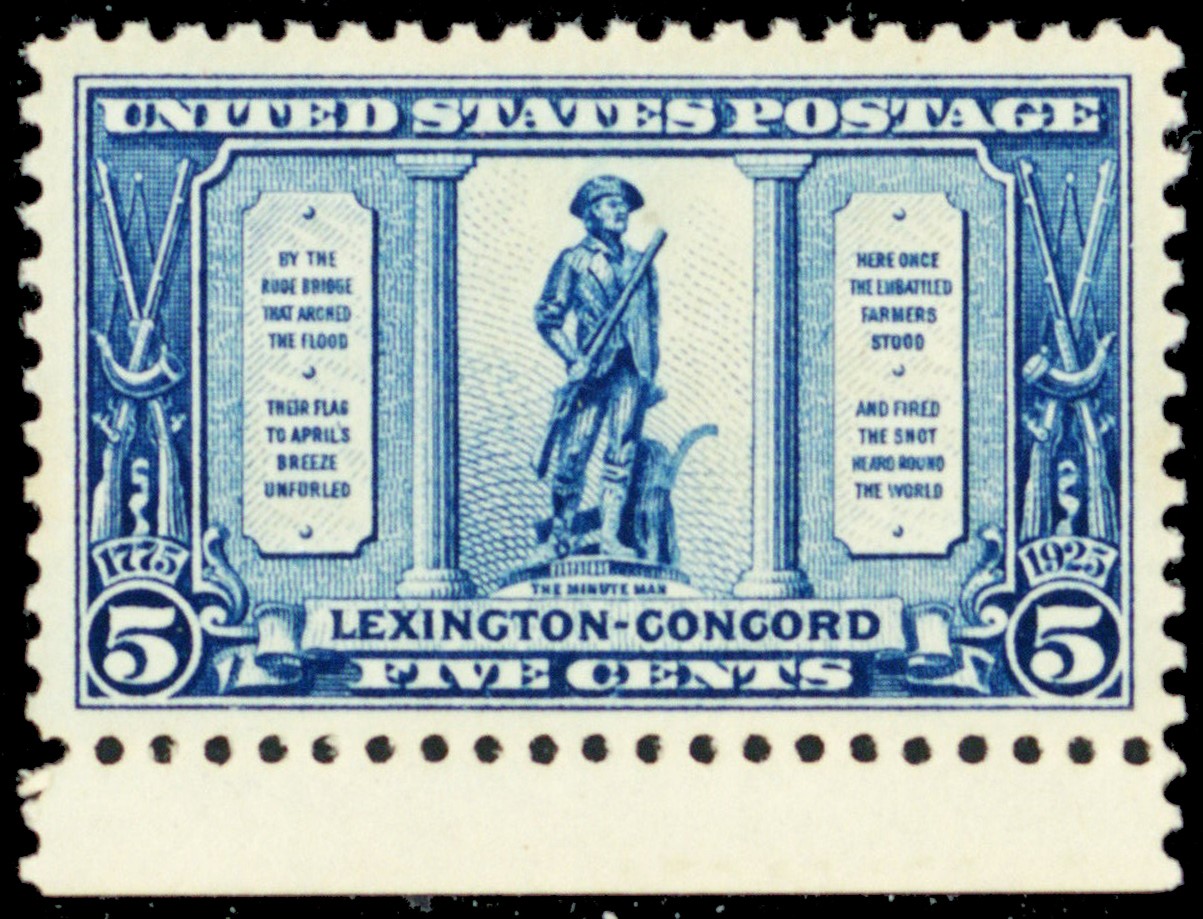 UNITED STATES POSTAGE
BY THE
RUDE BRIDGE
THAT ARCHED
THE FLOOD
THEIR FLAG
TO APRIL'S
BREEZE
UNFURLED
HERE ONCE
THE EMBATTLED
FARMERS
STOOD
AND FIRED
THE SHOT
HEARD ROUND
THE WORLD
1775
1925
THE MINUTE MAN
5
LEXINGTON-CONCORD
5
FIVE CENTS